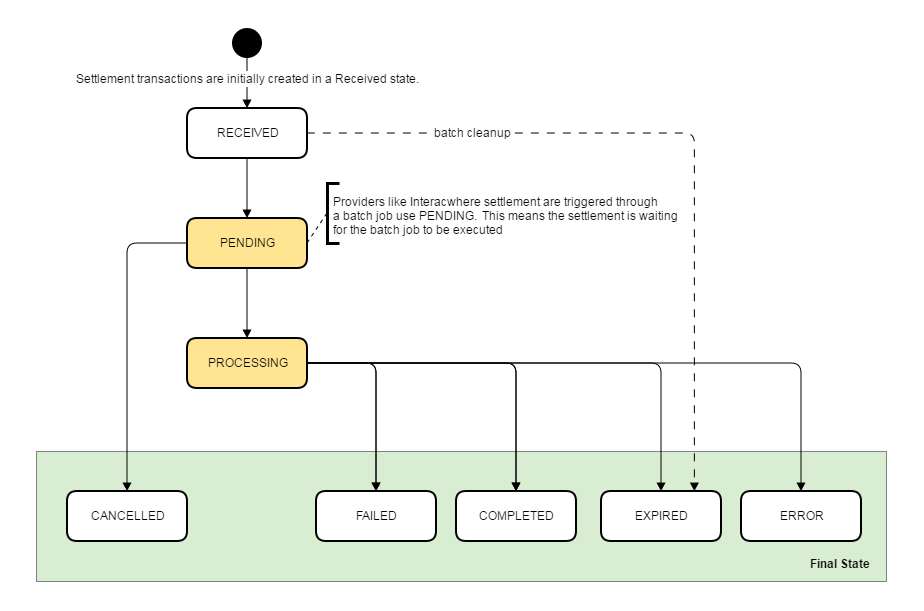 Settlement transactions are initially created in a Received state.
RECEIVED
batch cleanup
Providers like Interacwhere settlement are triggered through
a batch job use PENDING. This means the settlement is waiting
for the batch job to be executed
PENDING
PROCESSING
CANCELLED
FAILED
COMPLETED
EXPIRED
ERROR
Final State